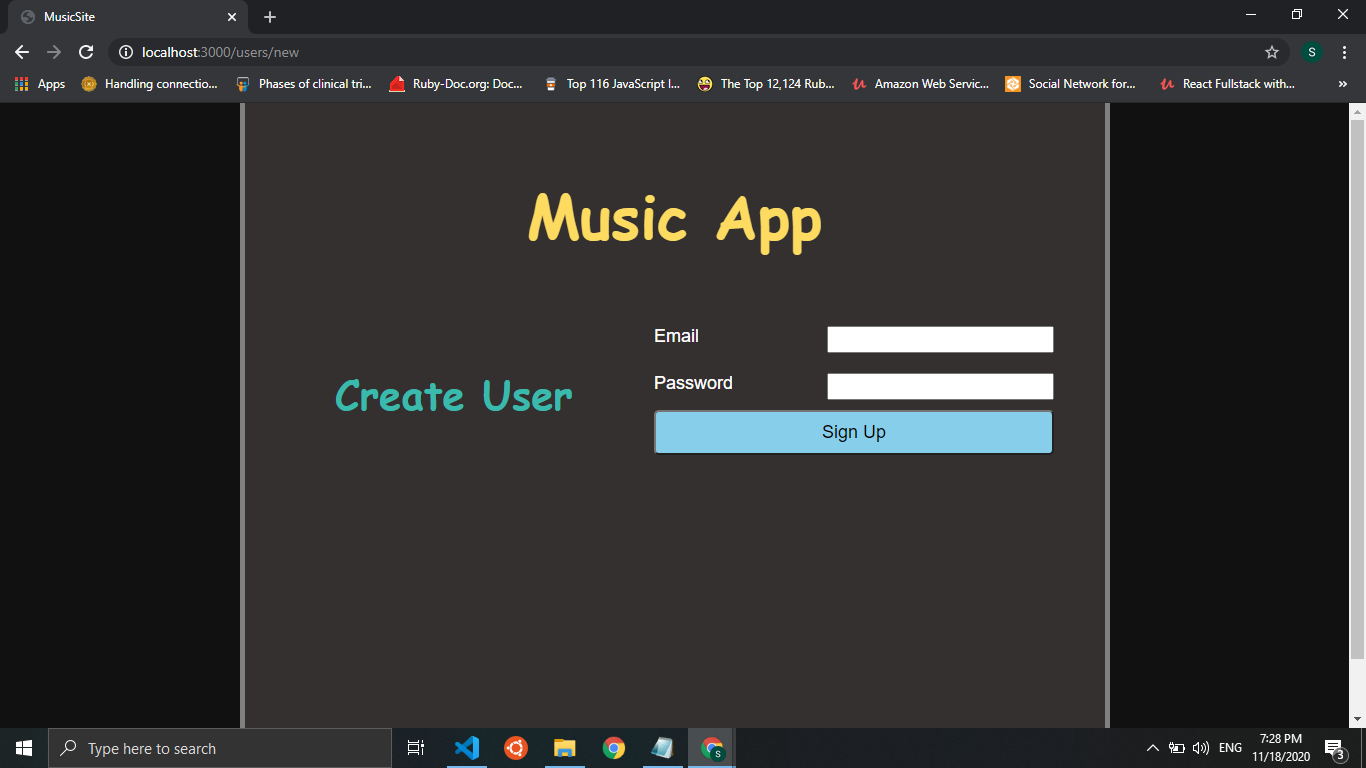 MusicSite
localhost:3000/users/new
S
Apps
Handling connectio...
Phases of clinical tri...
Ruby-Doc.org: Doc...
Top 116 JavaScript I...
The Top 12,124 Rub...
Amazon Web Servic...
Social Network for...
React Fullstack with...
»
Music App
Email
Password
Create User
Sign Up
Type here to search
S
ENG
7:28 PM
11/18/2020
3